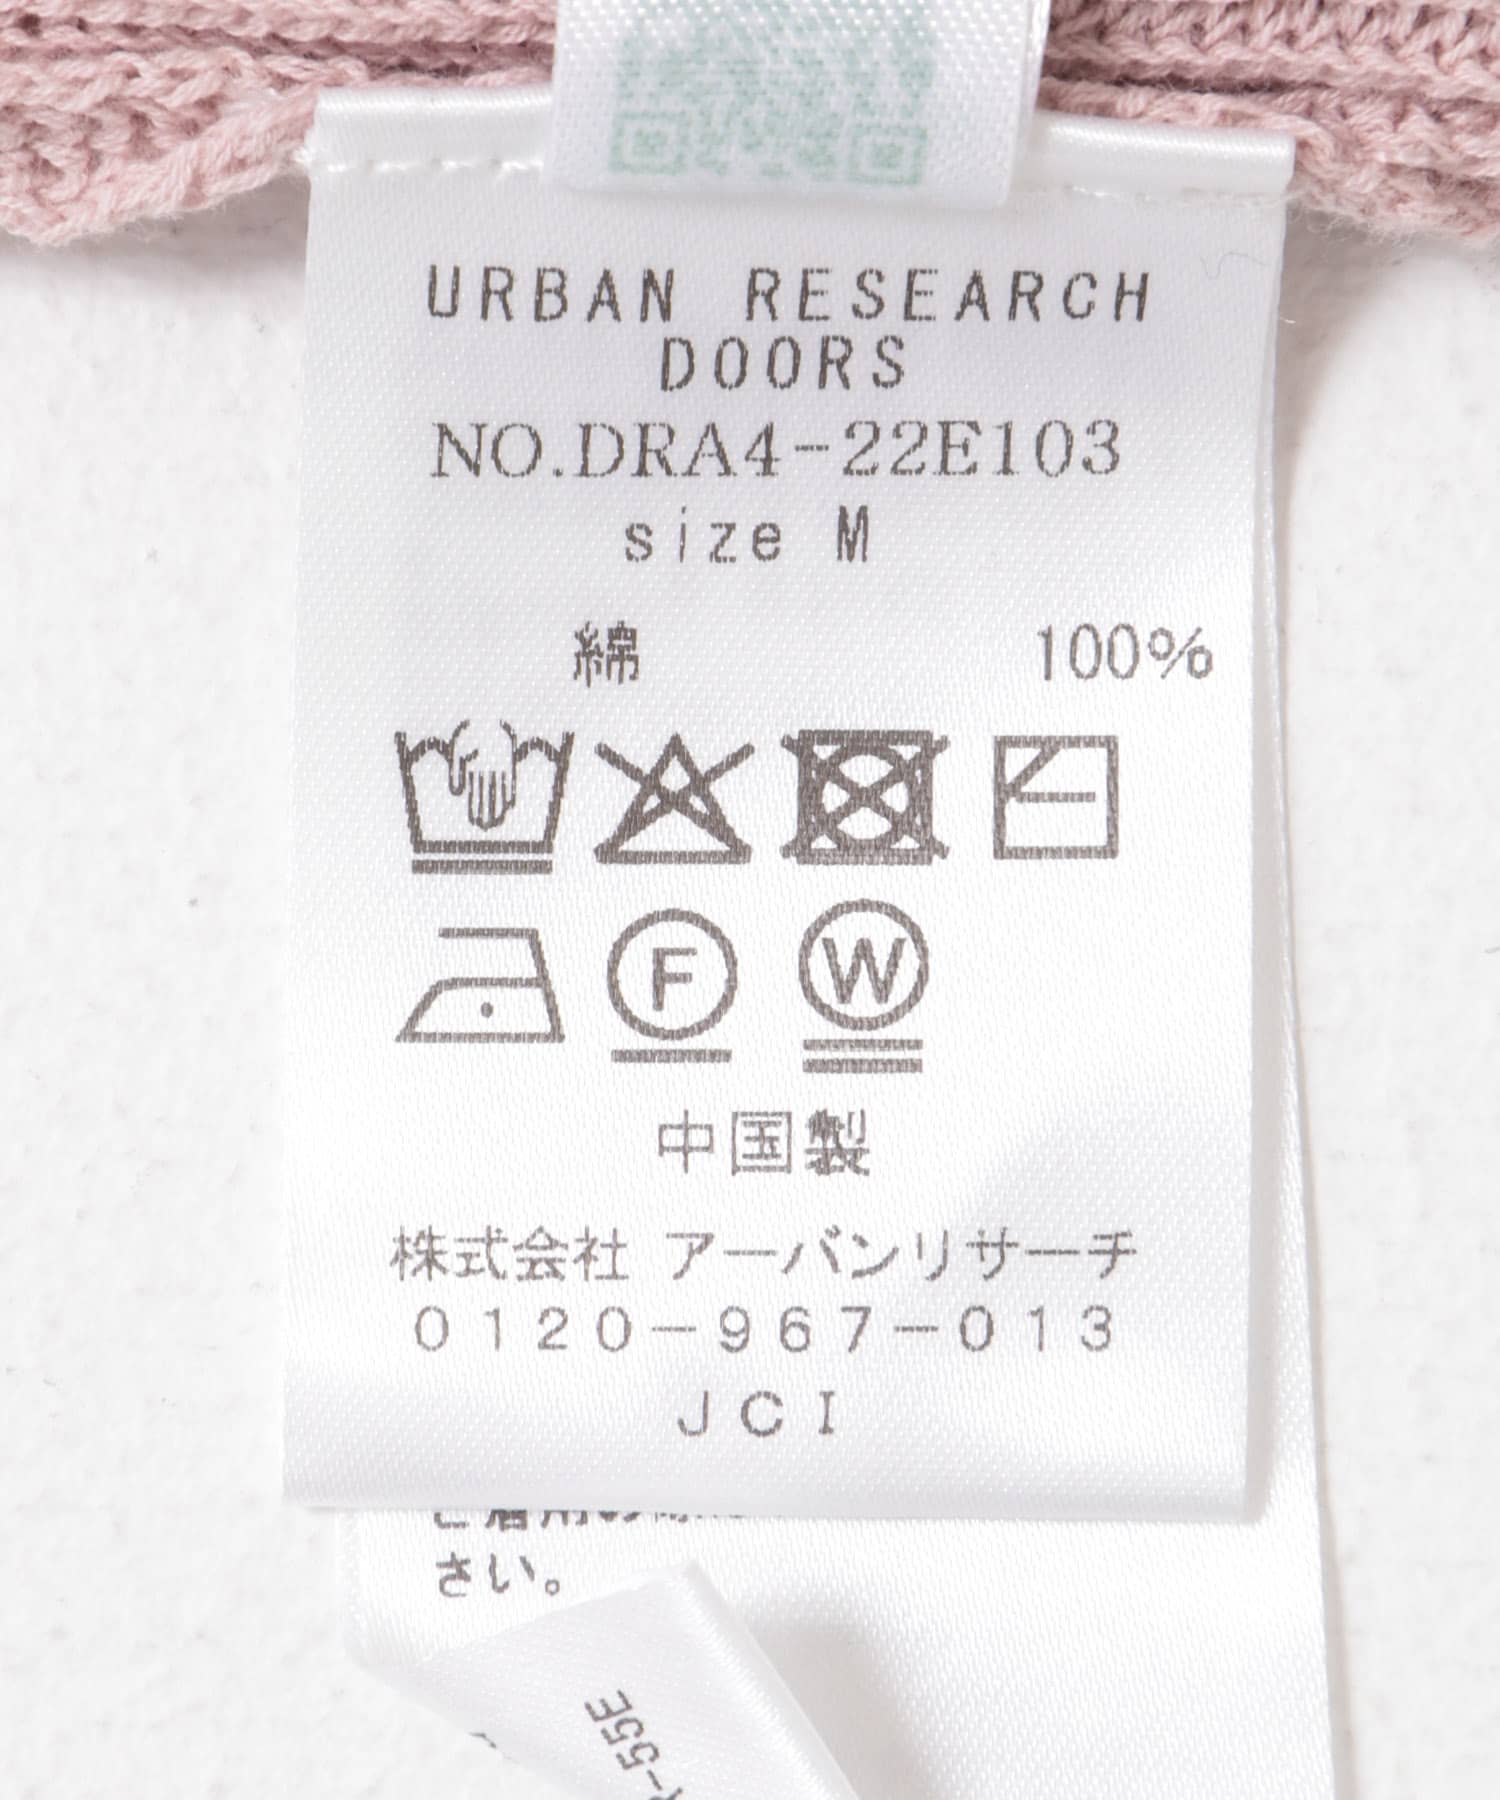 URBAN RESEARCH
DOORS
NO.DRA4-22E103
size M
綿 100%
F W
中国製
株式会社 アーバンリサーチ
0120-967-013
JCI
さい。
-55E